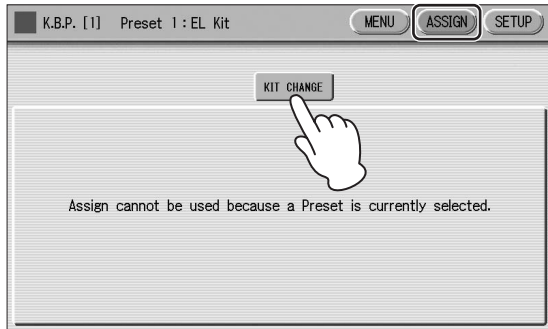 K.B.P. [1] Preset 1:EL Kit MENU ASSIGN SETUP
KIT CHANGE
Assign cannot be used because a Preset is currently selected.